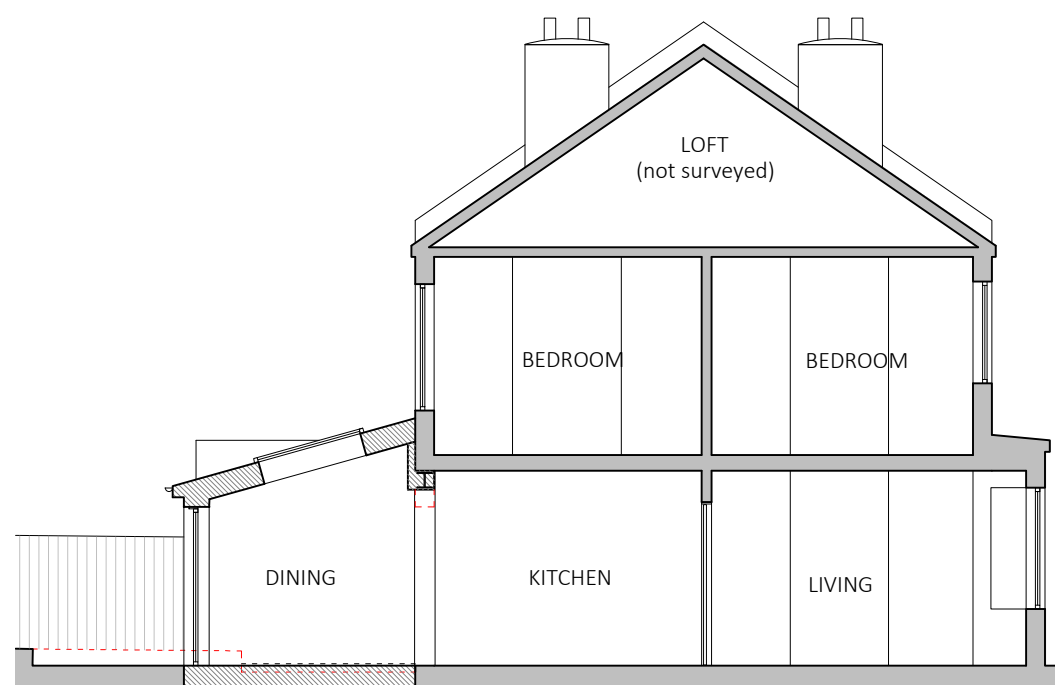 LOFT
(not surveyed)
BEDROOM
BEDROOM
DINING
KITCHEN
LIVING